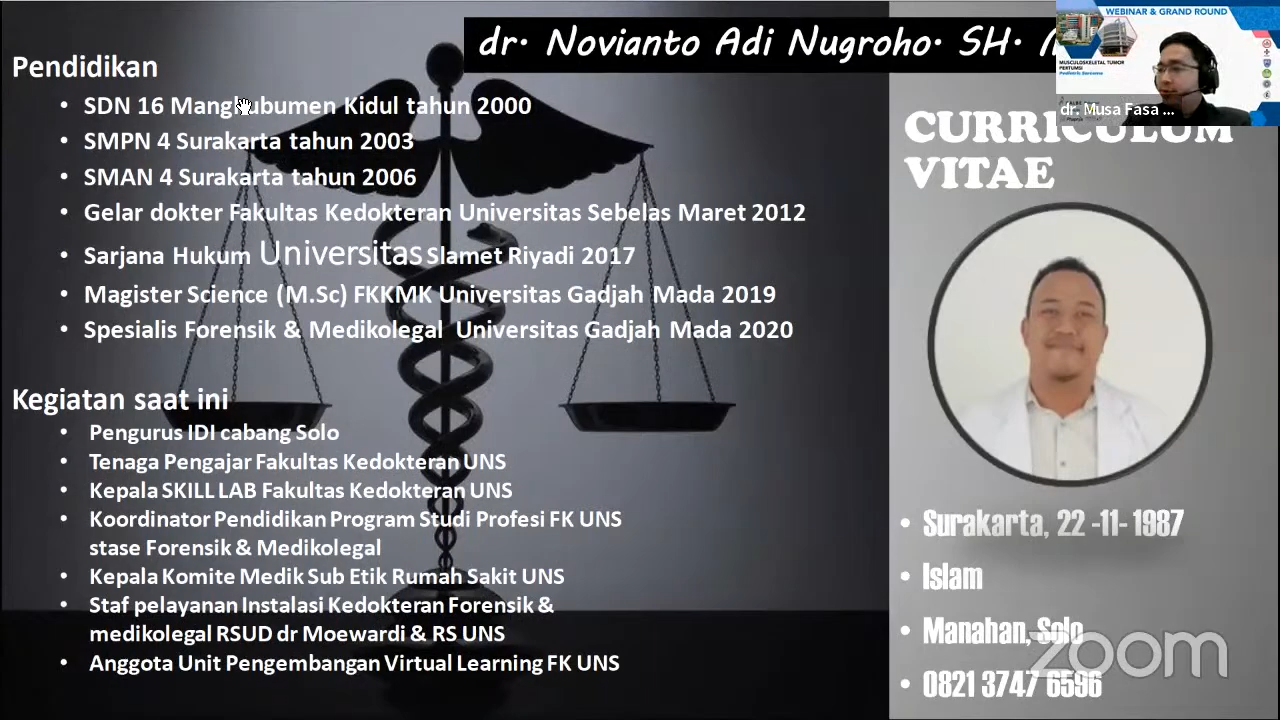 dr. Novianto Adi Nugroho. SH.
WEBINAR & GRAND ROUND
MUSCULOSKELETAL TUMOR
PERTUMSI
Pediatric Sarcoma
dr. Musa Fasa ...
Pendidikan
• SDN 16 Mangkubumen Kidul tahun 2000
• SMPN 4 Surakarta tahun 2003
• SMAN 4 Surakarta tahun 2006
• Gelar dokter Fakultas Kedokteran Universitas Sebelas Maret 2012
• Sarjana Hukum Universitas Slamet Riyadi 2017
• Magister Science (M.Sc) FKKMK Universitas Gadjah Mada 2019
• Spesialis Forensik & Medikolegal Universitas Gadjah Mada 2020
Kegiatan saat ini
• Pengurus IDI cabang Solo
• Tenaga Pengajar Fakultas Kedokteran UNS
• Kepala SKILL LAB Fakultas Kedokteran UNS
• Koordinator Pendidikan Program Studi Profesi FK UNS
stase Forensik & Medikolegal
• Kepala Komite Medik Sub Etik Rumah Sakit UNS
• Staf pelayanan Instalasi Kedokteran Forensik &
medikolegal RSUD dr Moewardi & RS UNS
• Anggota Unit Pengembangan Virtual Learning FK UNS
CURRICULUM
VITAE
• Surakarta, 22 -11- 1987
• Islam
• Manahan, Solo
• 0821 3747 6596
zoom